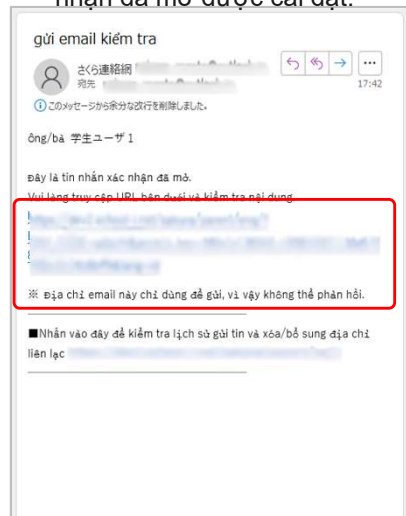 nhận đã mở được cài đặt.
gửi email kiểm tra
さくら連絡網
宛先
17:42
このメッセージから余分な改行を削除しました。
ông/bà 学生ユーザ1
Đây là tin nhắn xác nhận đã mở.
Vui lòng truy cập URL bên dưới và kiểm tra nội dung
※ Địa chỉ email này chỉ dùng để gửi, vì vậy không thể phản hồi.
■Nhấn vào đây để kiểm tra lịch sử gửi tin và xóa/bổ sung địa chỉ
liên lạc